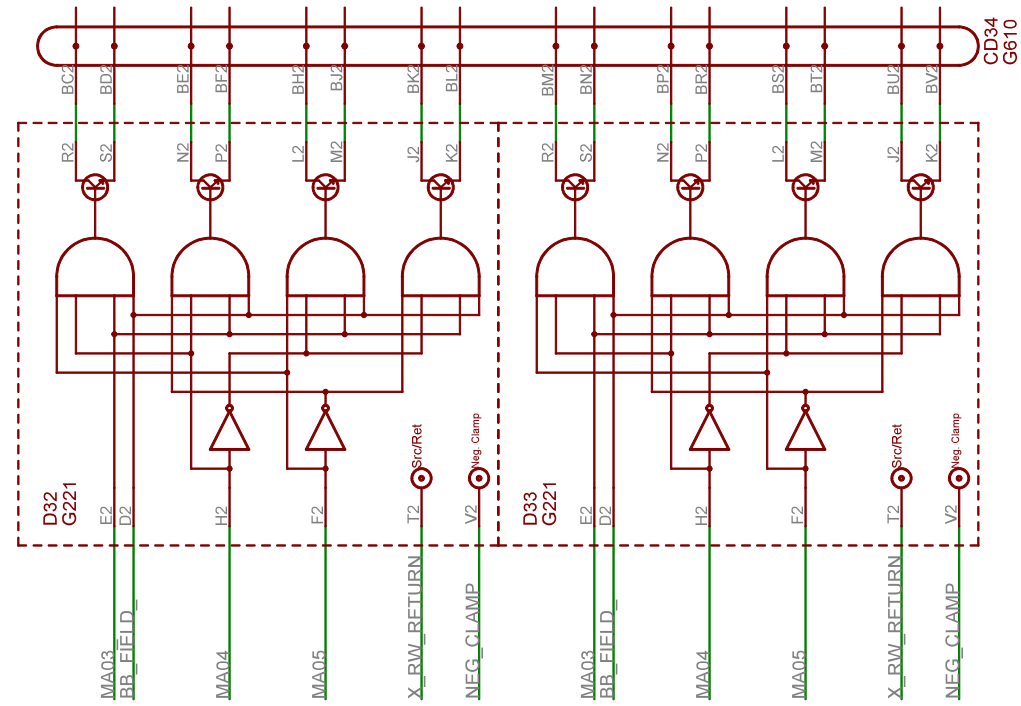 CD34
G610
BC2
BD2
BE2
BF2
BH2
BJ2
BK2
BL2
BM2
BN2
BP2
BR2
BS2
BT2
BU2
BV2
R2
S2
N2
P2
L2
M2
J2
K2
R2
S2
N2
P2
L2
M2
J2
K2
Src/Ret
Neg. Clamp
Src/Ret
Neg. Clamp
D32
G221
E2
D2
H2
F2
T2
V2
D33
G221
E2
D2
H2
F2
T2
V2
MA03_
BB_FIELD_
MA04
MA05
X_RW_RETURN
NEG_CLAMP
MA03
BB_FIELD_
MA04
MA05
X_RW_RETURN
NEG_CLAMP